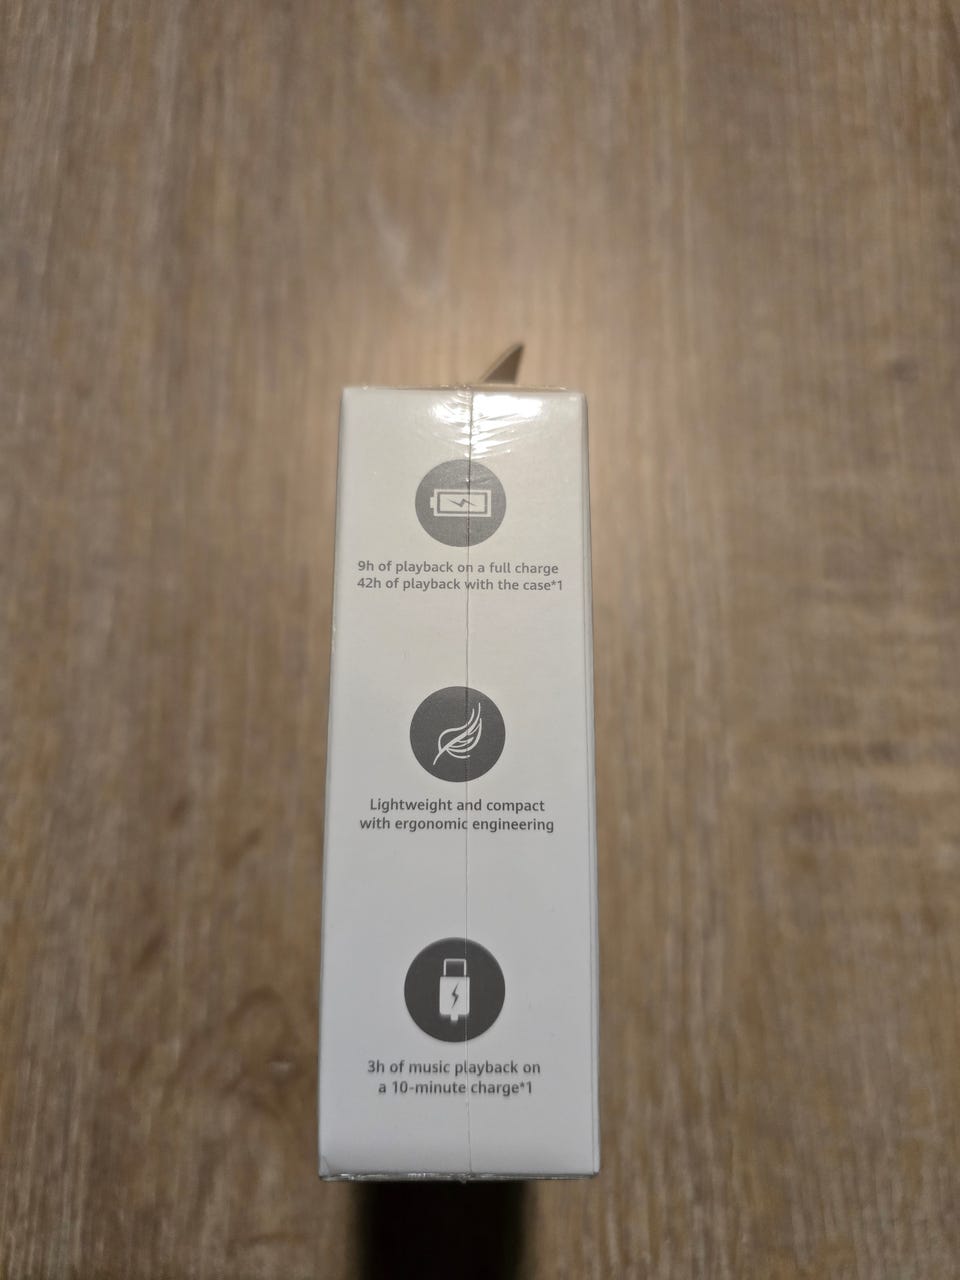 9h of playback on a full charge
42h of playback with the case*1
Lightweight and compact
with ergonomic engineering
3h of music playback on
a 10-minute charge*1